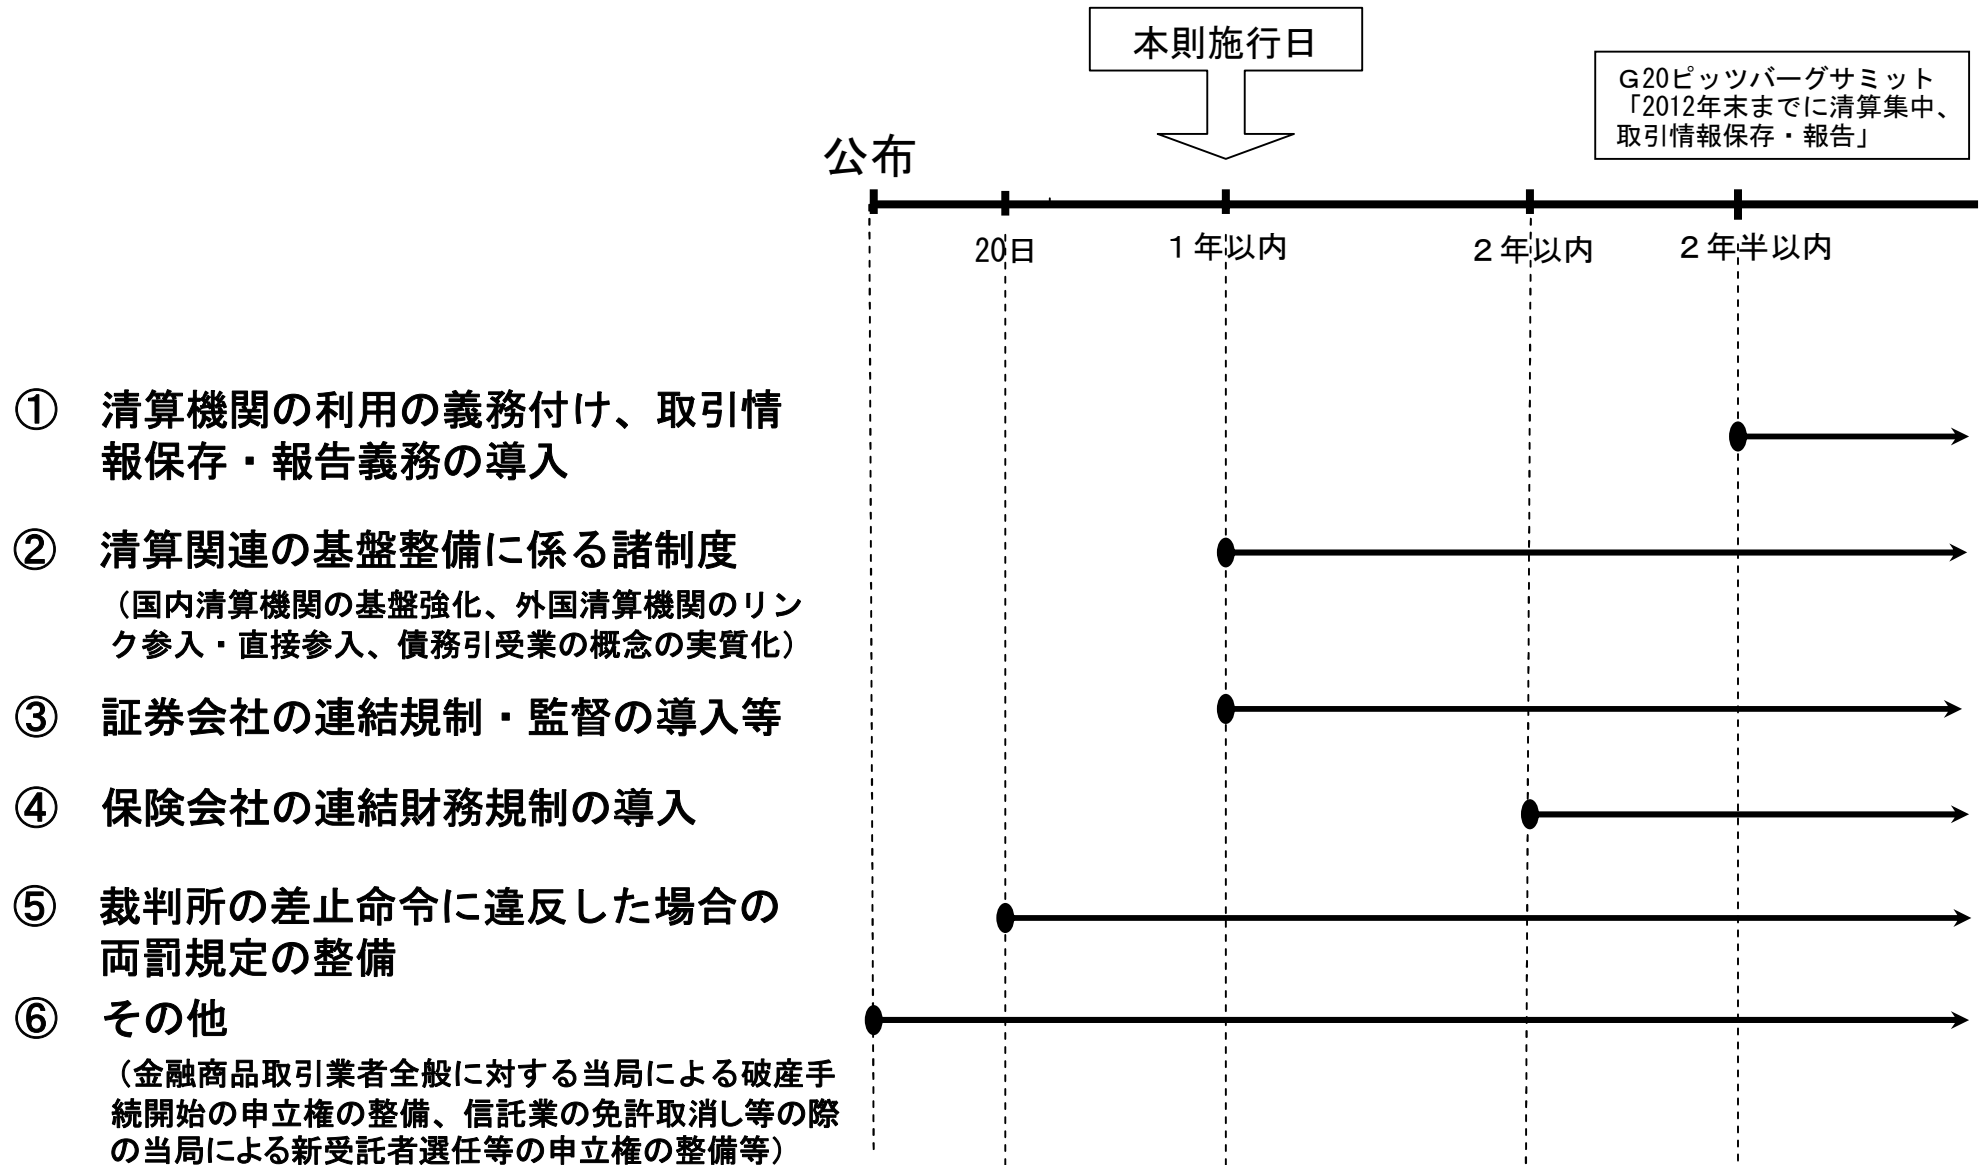 本則施行日
Ｇ20ピッツバーグサミット
「2012年末までに清算集中、
取引情報保存・報告」
公布
20日
１年以内
２年以内
２年半以内
① 清算機関の利用の義務付け、取引情
報保存・報告義務の導入
② 清算関連の基盤整備に係る諸制度
（国内清算機関の基盤強化、外国清算機関のリン
ク参入・直接参入、債務引受業の概念の実質化）
③ 証券会社の連結規制・監督の導入等
④ 保険会社の連結財務規制の導入
⑤ 裁判所の差止命令に違反した場合の
両罰規定の整備
⑥ その他
（金融商品取引業者全般に対する当局による破産手
続開始の申立権の整備、信託業の免許取消し等の際
の当局による新受託者選任等の申立権の整備等）